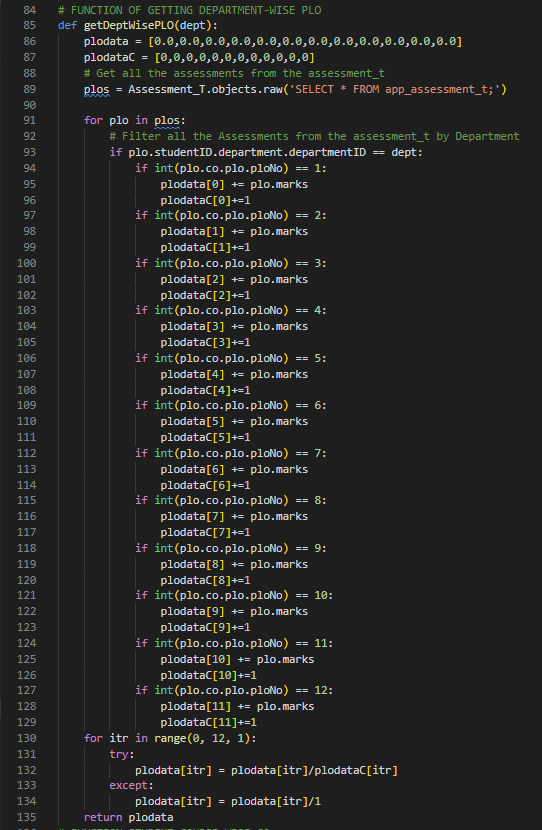 84 # FUNCTION OF GETTING DEPARTMENT-WISE PLO
85 def getDeptWisePLO(dept):
86     plodata = [0.0,0.0,0.0,0.0,0.0,0.0,0.0,0.0,0.0,0.0,0.0,0.0]
87     plodataC = [0,0,0,0,0,0,0,0,0,0,0,0]
88     # Get all the assessments from the assessment_t
89     plos = Assessment_T.objects.raw('SELECT * FROM app_assessment_t;')
90
91     for plo in plos:
92         # Filter all the Assessments from the assessment_t by Department
93         if plo.studentID.department.departmentID == dept:
94             if int(plo.co.plo.ploNo) == 1:
95                 plodata[0] += plo.marks
96                 plodataC[0]+=1
97             if int(plo.co.plo.ploNo) == 2:
98                 plodata[1] += plo.marks
99                 plodataC[1]+=1
100             if int(plo.co.plo.ploNo) == 3:
101                 plodata[2] += plo.marks
102                 plodataC[2]+=1
103             if int(plo.co.plo.ploNo) == 4:
104                 plodata[3] += plo.marks
105                 plodataC[3]+=1
106             if int(plo.co.plo.ploNo) == 5:
107                 plodata[4] += plo.marks
108                 plodataC[4]+=1
109             if int(plo.co.plo.ploNo) == 6:
110                 plodata[5] += plo.marks
111                 plodataC[5]+=1
112             if int(plo.co.plo.ploNo) == 7:
113                 plodata[6] += plo.marks
114                 plodataC[6]+=1
115             if int(plo.co.plo.ploNo) == 8:
116                 plodata[7] += plo.marks
117                 plodataC[7]+=1
118             if int(plo.co.plo.ploNo) == 9:
119                 plodata[8] += plo.marks
120                 plodataC[8]+=1
121             if int(plo.co.plo.ploNo) == 10:
122                 plodata[9] += plo.marks
123                 plodataC[9]+=1
124             if int(plo.co.plo.ploNo) == 11:
125                 plodata[10] += plo.marks
126                 plodataC[10]+=1
127             if int(plo.co.plo.ploNo) == 12:
128                 plodata[11] += plo.marks
129                 plodataC[11]+=1
130     for itr in range(0, 12, 1):
131         try:
132             plodata[itr] = plodata[itr]/plodataC[itr]
133         except:
134             plodata[itr] = plodata[itr]/1
135     return plodata